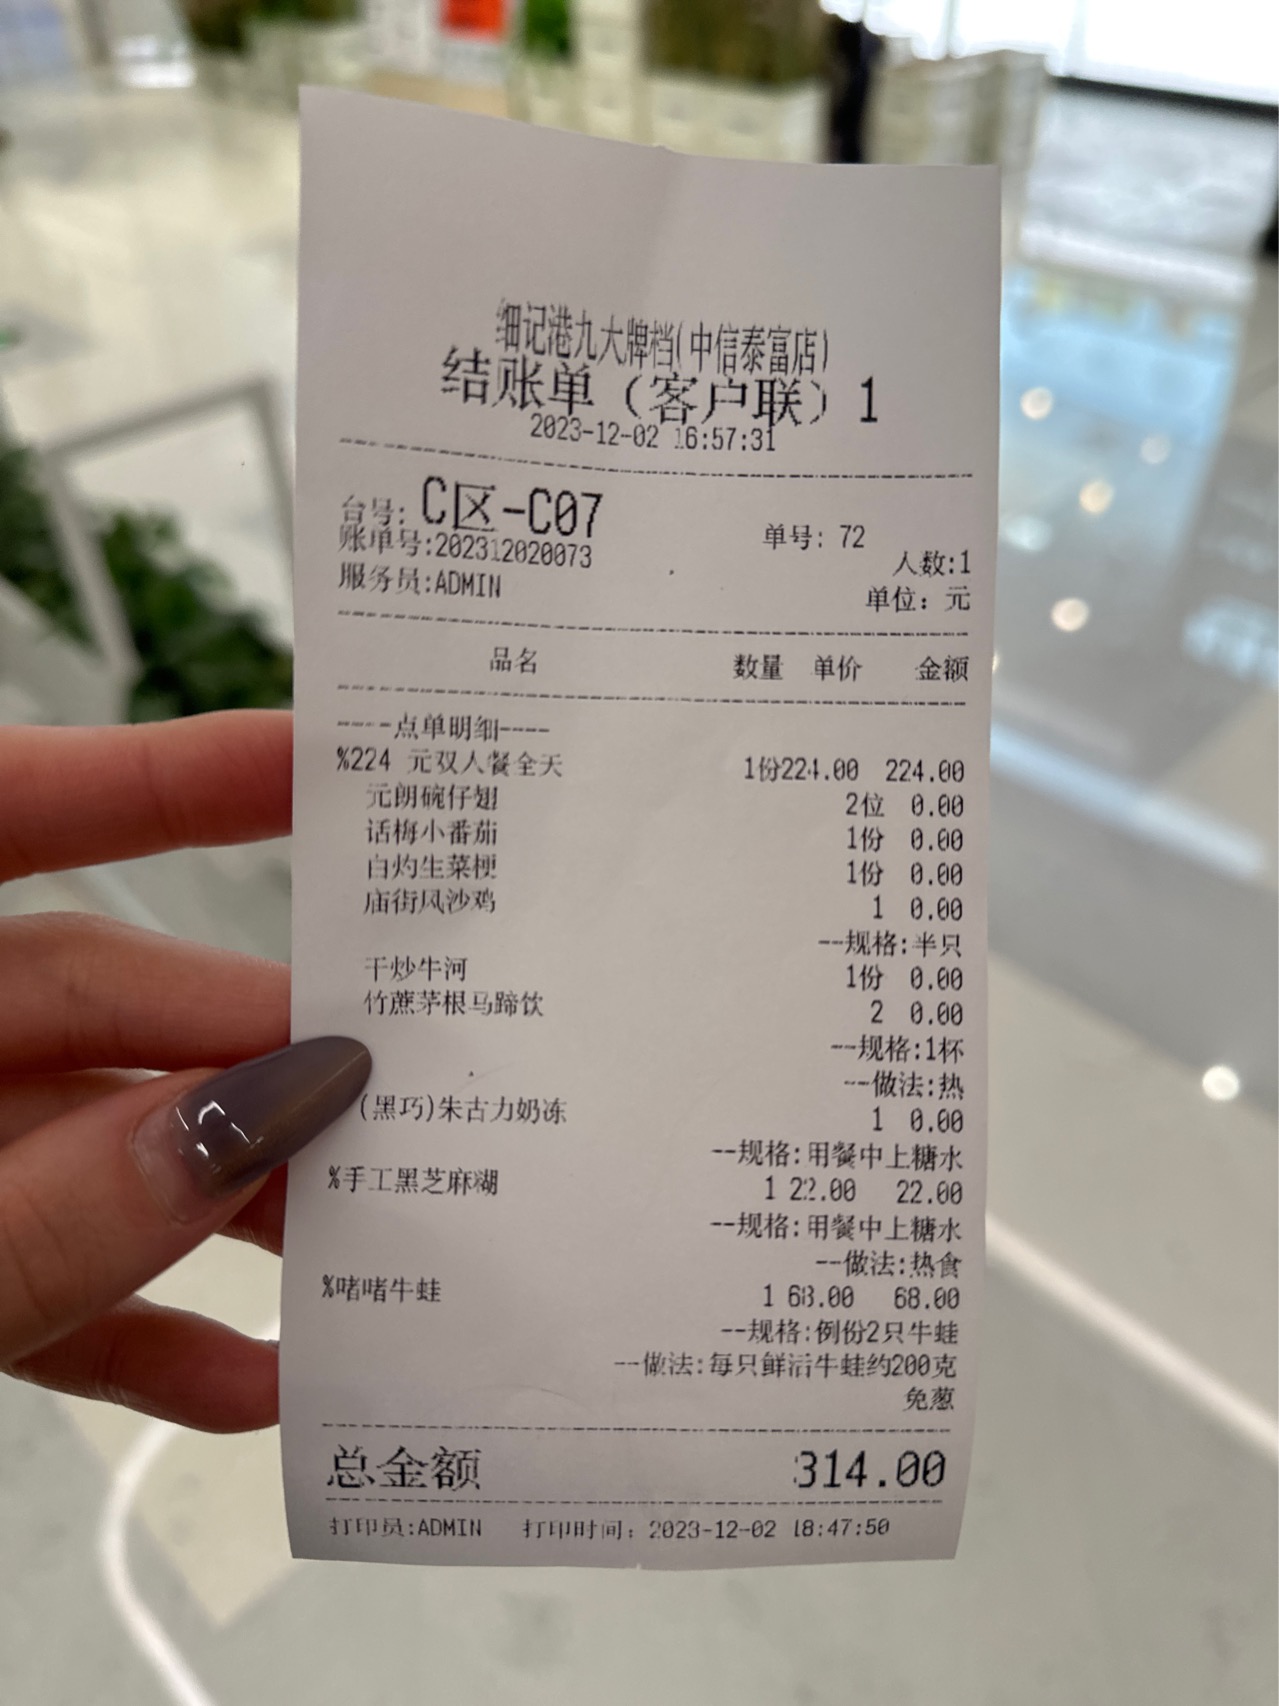 细记港九大牌档(中信泰富店)
结账单（客户联）1
2023-12-02 16:57:31
台号: C区-C07 单号: 72
账单号:202312020073 人数:1
服务员:ADMIN 单位: 元
品名 数量 单价 金额
----点单明细----
%224 元双人餐全天 1份224.00 224.00
元朗碗仔翅 2位 0.00
话梅小番茄 1份 0.00
白灼生菜梗 1份 0.00
庙街风沙鸡 1 0.00
--规格:半只
干炒牛河 1份 0.00
竹蔗茅根马蹄饮 2 0.00
--规格:1杯
--做法:热
(黑巧)朱古力奶冻 1 0.00
--规格:用餐中上糖水
%手工黑芝麻糊 1 22.00 22.00
--规格:用餐中上糖水
--做法:热食
%啫啫牛蛙 1 68.00 68.00
--规格:例份2只牛蛙
--做法:每只鲜活牛蛙约200克
免葱
总金额 314.00
打印员:ADMIN 打印时间: 2023-12-02 18:47:50